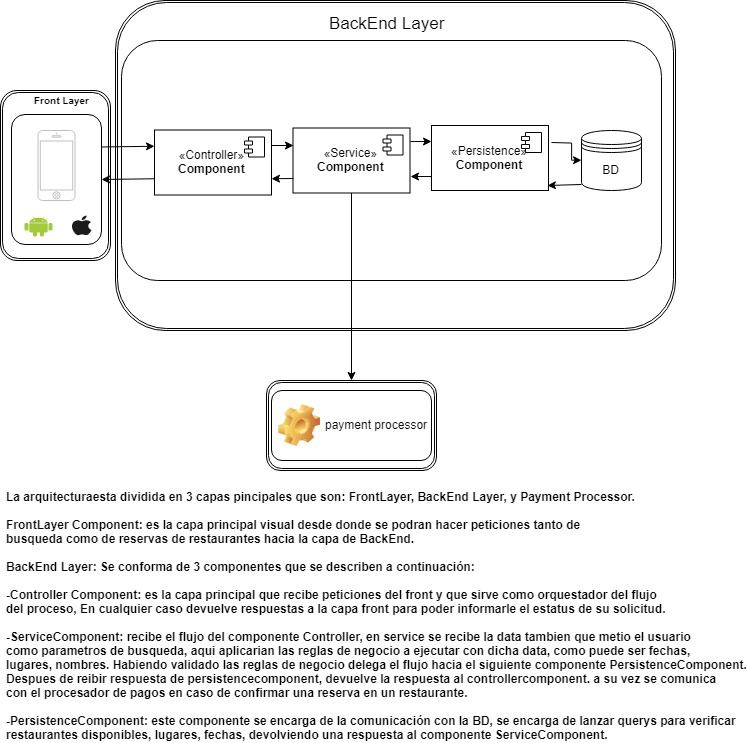 BackEnd Layer
Front Layer
«Controller»
Component
«Service»
Component
«Persistence»
Component
BD
payment processor
La arquitecturaesta dividida en 3 capas pincipales que son: FrontLayer, BackEnd Layer, y Payment Processor.
FrontLayer Component: es la capa principal visual desde donde se podran hacer peticiones tanto de
busqueda como de reservas de restaurantes hacia la capa de BackEnd.
BackEnd Layer: Se conforma de 3 componentes que se describen a continuación:
-Controller Component: es la capa principal que recibe peticiones del front y que sirve como orquestador del flujo
del proceso, En cualquier caso devuelve respuestas a la capa front para poder informarle el estatus de su solicitud.
-ServiceComponent: recibe el flujo del componente Controller, en service se recibe la data tambien que metio el usuario
como parametros de busqueda, aqui aplicarian las reglas de negocio a ejecutar con dicha data, como puede ser fechas,
lugares, nombres. Habiendo validado las reglas de negocio delega el flujo hacia el siguiente componente PersistenceComponent.
Despues de reibir respuesta de persistencecomponent, devuelve la respuesta al controllercomponent. a su vez se comunica
con el procesador de pagos en caso de confirmar una reserva en un restaurante.
-PersistenceComponent: este componente se encarga de la comunicación con la BD, se encarga de lanzar querys para verificar
restaurantes disponibles, lugares, fechas, devolviendo una respuesta al componente ServiceComponent.